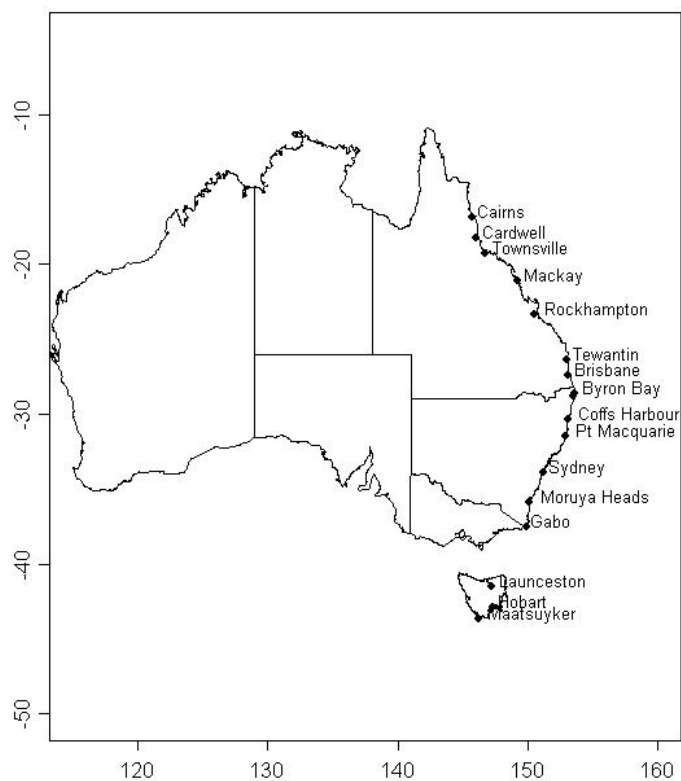 -10
Cairns
Cardwell
Townsville
-20
Mackay
Rockhampton
Tewantin
Brisbane
Byron Bay
-30
Coffs Harbour
Pt Macquarie
Sydney
Moruya Heads
Gabo
-40
Launceston
Hobart
Maatsuyker
-50
120 130 140 150 160